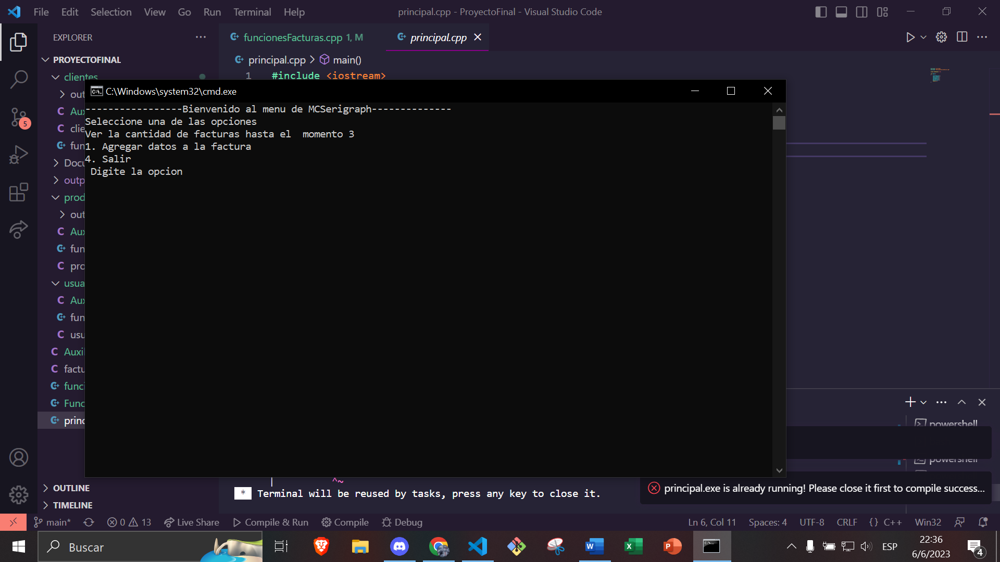 File Edit Selection View Go Run Terminal Help
principal.cpp - ProyectoFinal - Visual Studio Code
EXPLORER
funcionesFacturas.cpp 1, M
principal.cpp
PROYECTOFINAL
principal.cpp > main()
clientes
1 #include <iostream>
C:\Windows\system32\cmd.exe
-----------------Bienvenido al menu de MCSerigraph--------------
Seleccione una de las opciones
Ver la cantidad de facturas hasta el  momento 3
1. Agregar datos a la factura
4. Salir
Digite la opcion
out
Aux
clie
fun
Docu
outp
prod
out
Aux
fun
pro
usua
Aux
fun
usu
Auxil
factu
funci
Func
princ
5
powershell
powershell
OUTLINE
TIMELINE
* Terminal will be reused by tasks, press any key to close it.
principal.exe is already running! Please close it first to compile success...
main* 0 13 Live Share Compile & Run Compile Debug
Ln 6, Col 11 Spaces: 4 UTF-8 CRLF {} C++ Win32
Buscar
ESP
22:36
6/6/2023
4